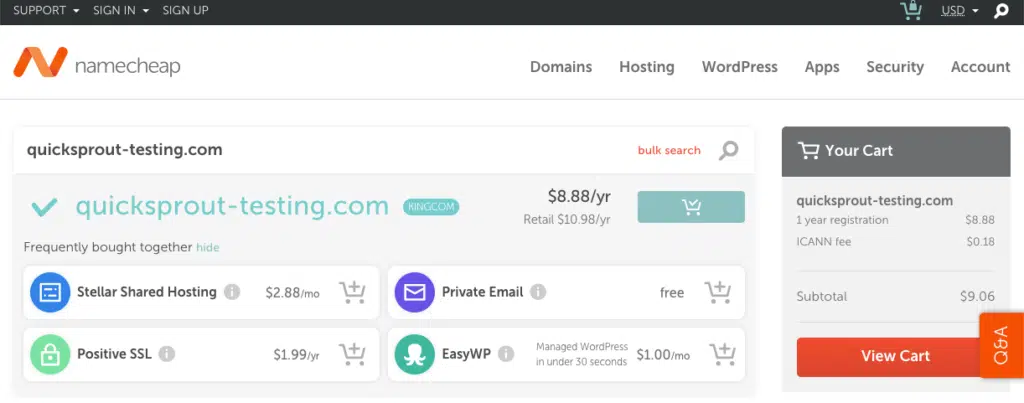 SUPPORT SIGN IN SIGN UP USD
namecheap Domains Hosting WordPress Apps Security Account
quicksprout-testing.com bulk search
quicksprout-testing.com KINGCOM $8.88/yr
Retail $10.98/yr
Frequently bought together hide
Stellar Shared Hosting i $2.88/mo
Private Email i free
Positive SSL i $1.99/yr
EasyWP i Managed WordPress
in under 30 seconds $1.00/mo
Your Cart
quicksprout-testing.com
1 year registration $8.88
ICANN fee $0.18
Subtotal $9.06
View Cart
Q&A